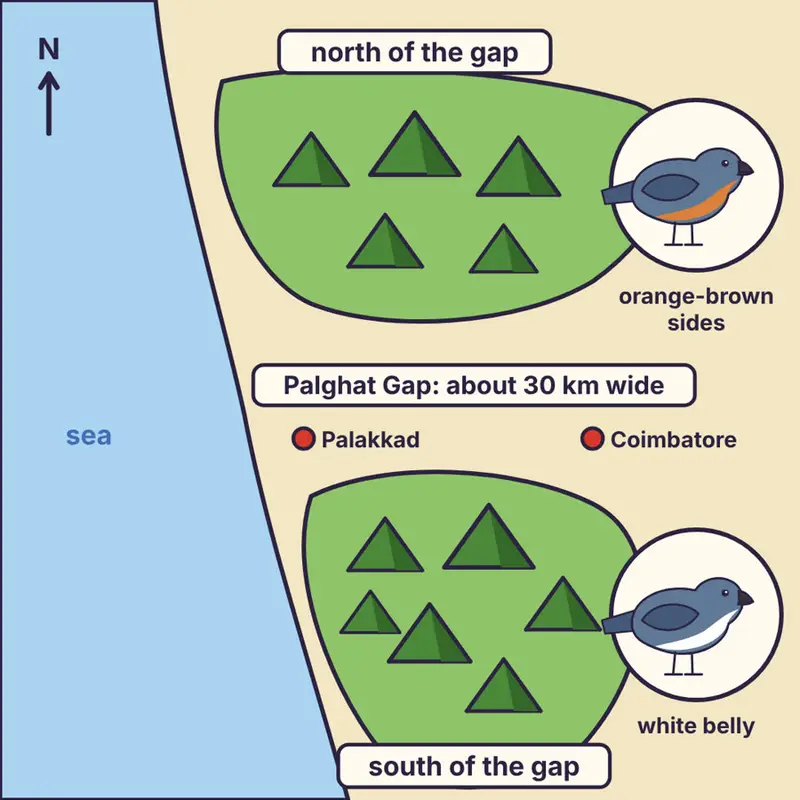 N
north of the gap
orange-brown
sides
Palghat Gap: about 30 km wide
sea
Palakkad
Coimbatore
white belly
south of the gap